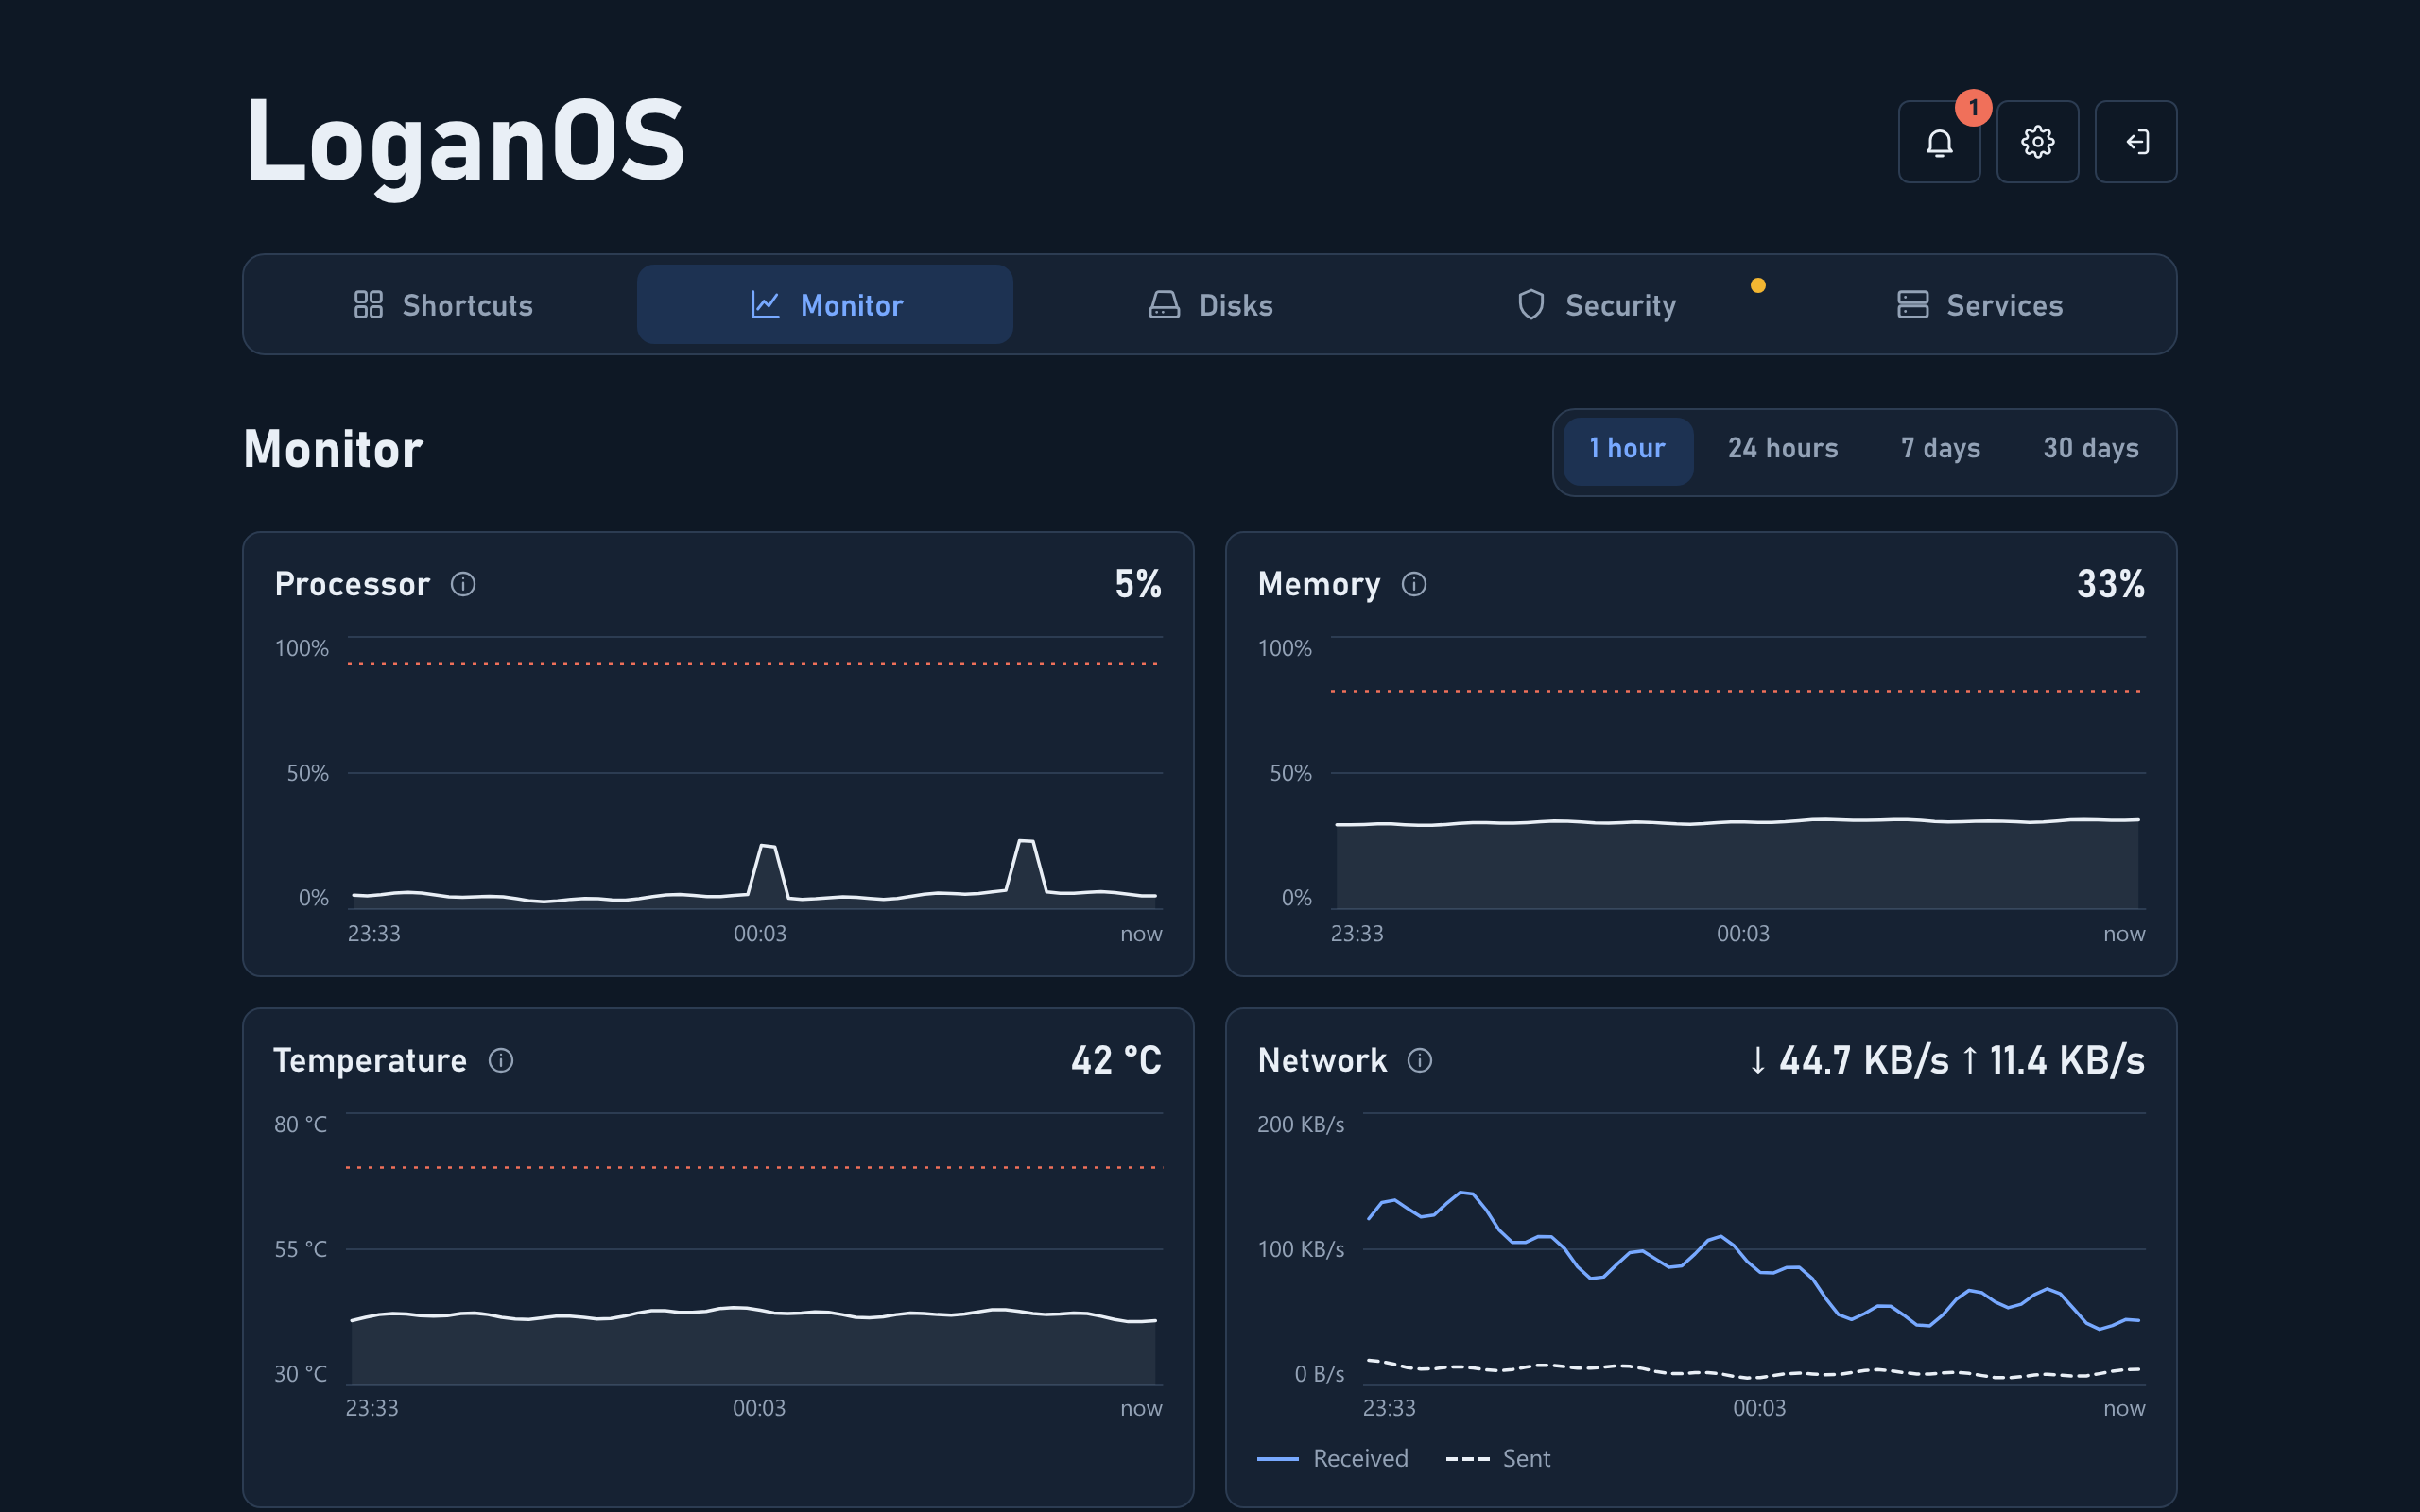 LoganOS
1
Shortcuts
Monitor
Disks
Security
Services
Monitor
1 hour
24 hours
7 days
30 days
Processor
5%
100%
50%
0%
23:33
00:03
now
Memory
33%
100%
50%
0%
23:33
00:03
now
Temperature
42 °C
80 °C
55 °C
30 °C
23:33
00:03
now
Network
↓ 44.7 KB/s ↑ 11.4 KB/s
200 KB/s
100 KB/s
0 B/s
23:33
00:03
now
Received
Sent